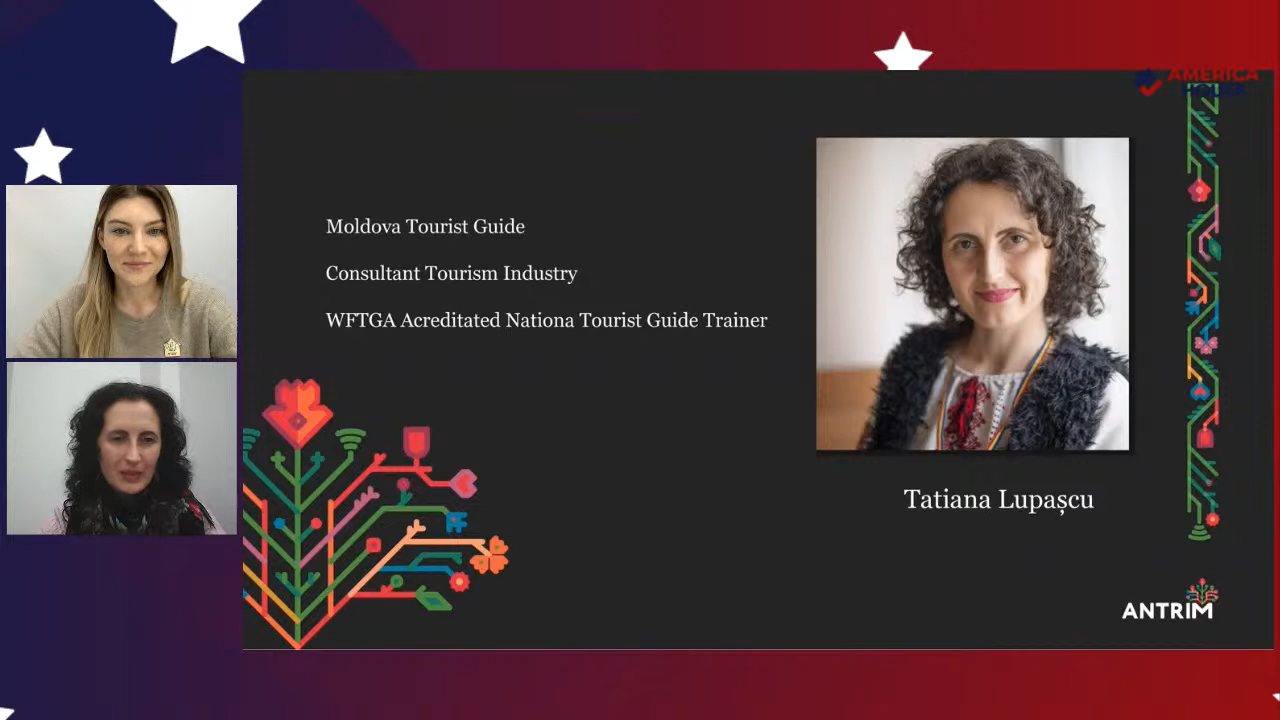 AMERICA
HOUSE
Moldova Tourist Guide
Consultant Tourism Industry
WFTGA Acreditated Nationa Tourist Guide Trainer
Tatiana Lupașcu
ANTRIM